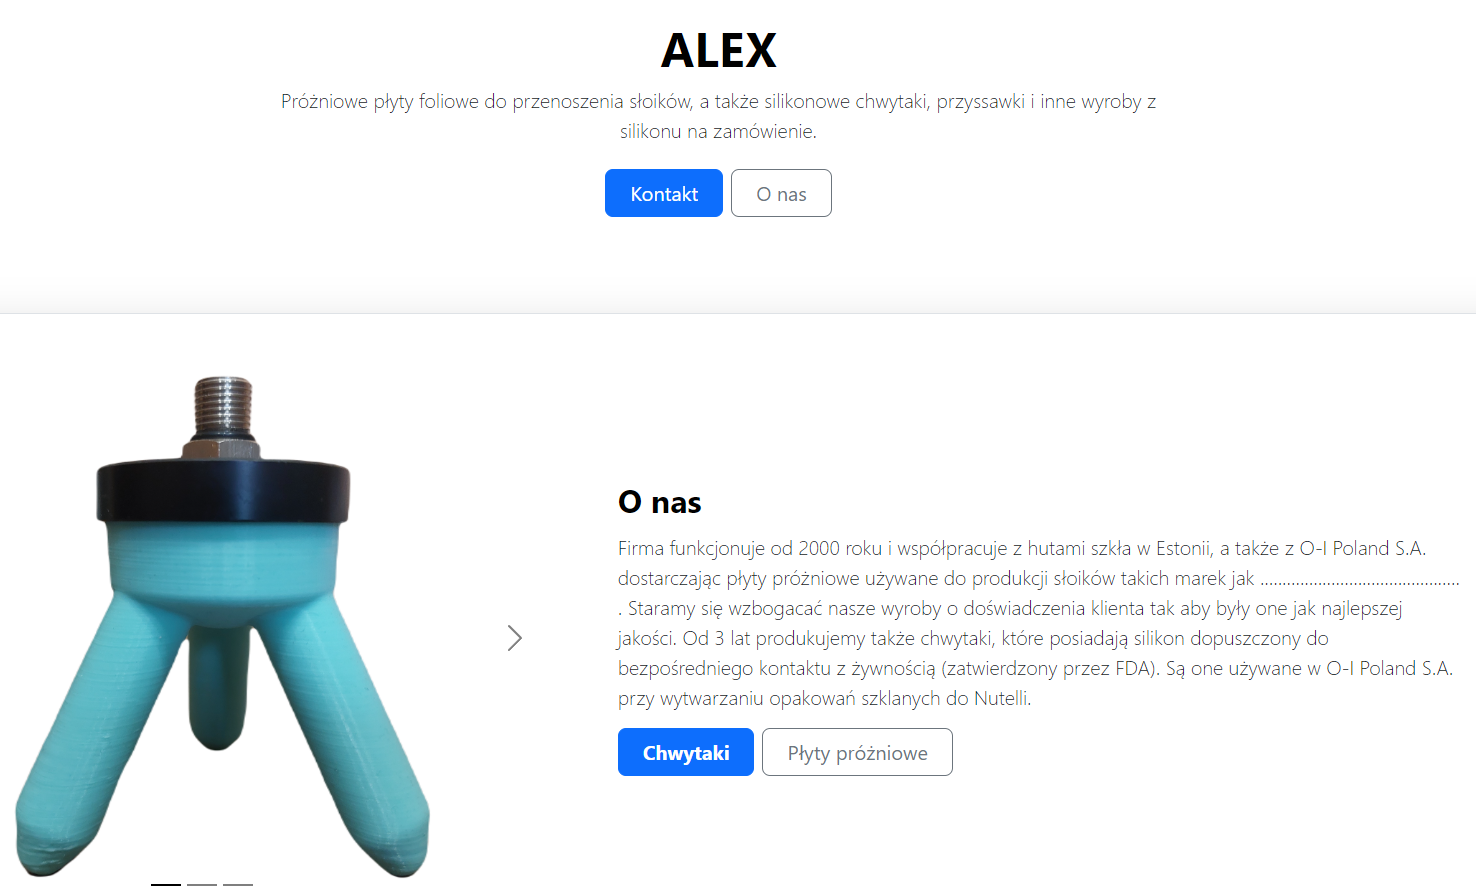 ALEX
Próżniowe płyty foliowe do przenoszenia słoików, a także silikonowe chwytaki, przyssawki i inne wyroby z
silikonu na zamówienie.
Kontakt
O nas
O nas
Firma funkcjonuje od 2000 roku i współpracuje z hutami szkła w Estonii, a także z O-I Poland S.A.
dostarczając płyty próżniowe używane do produkcji słoików takich marek jak .............................................
. Staramy się wzbogacać nasze wyroby o doświadczenia klienta tak aby były one jak najlepszej
jakości. Od 3 lat produkujemy także chwytaki, które posiadają silikon dopuszczony do
bezpośredniego kontaktu z żywnością (zatwierdzony przez FDA). Są one używane w O-I Poland S.A.
przy wytwarzaniu opakowań szklanych do Nutelli.
Chwytaki
Płyty próżniowe